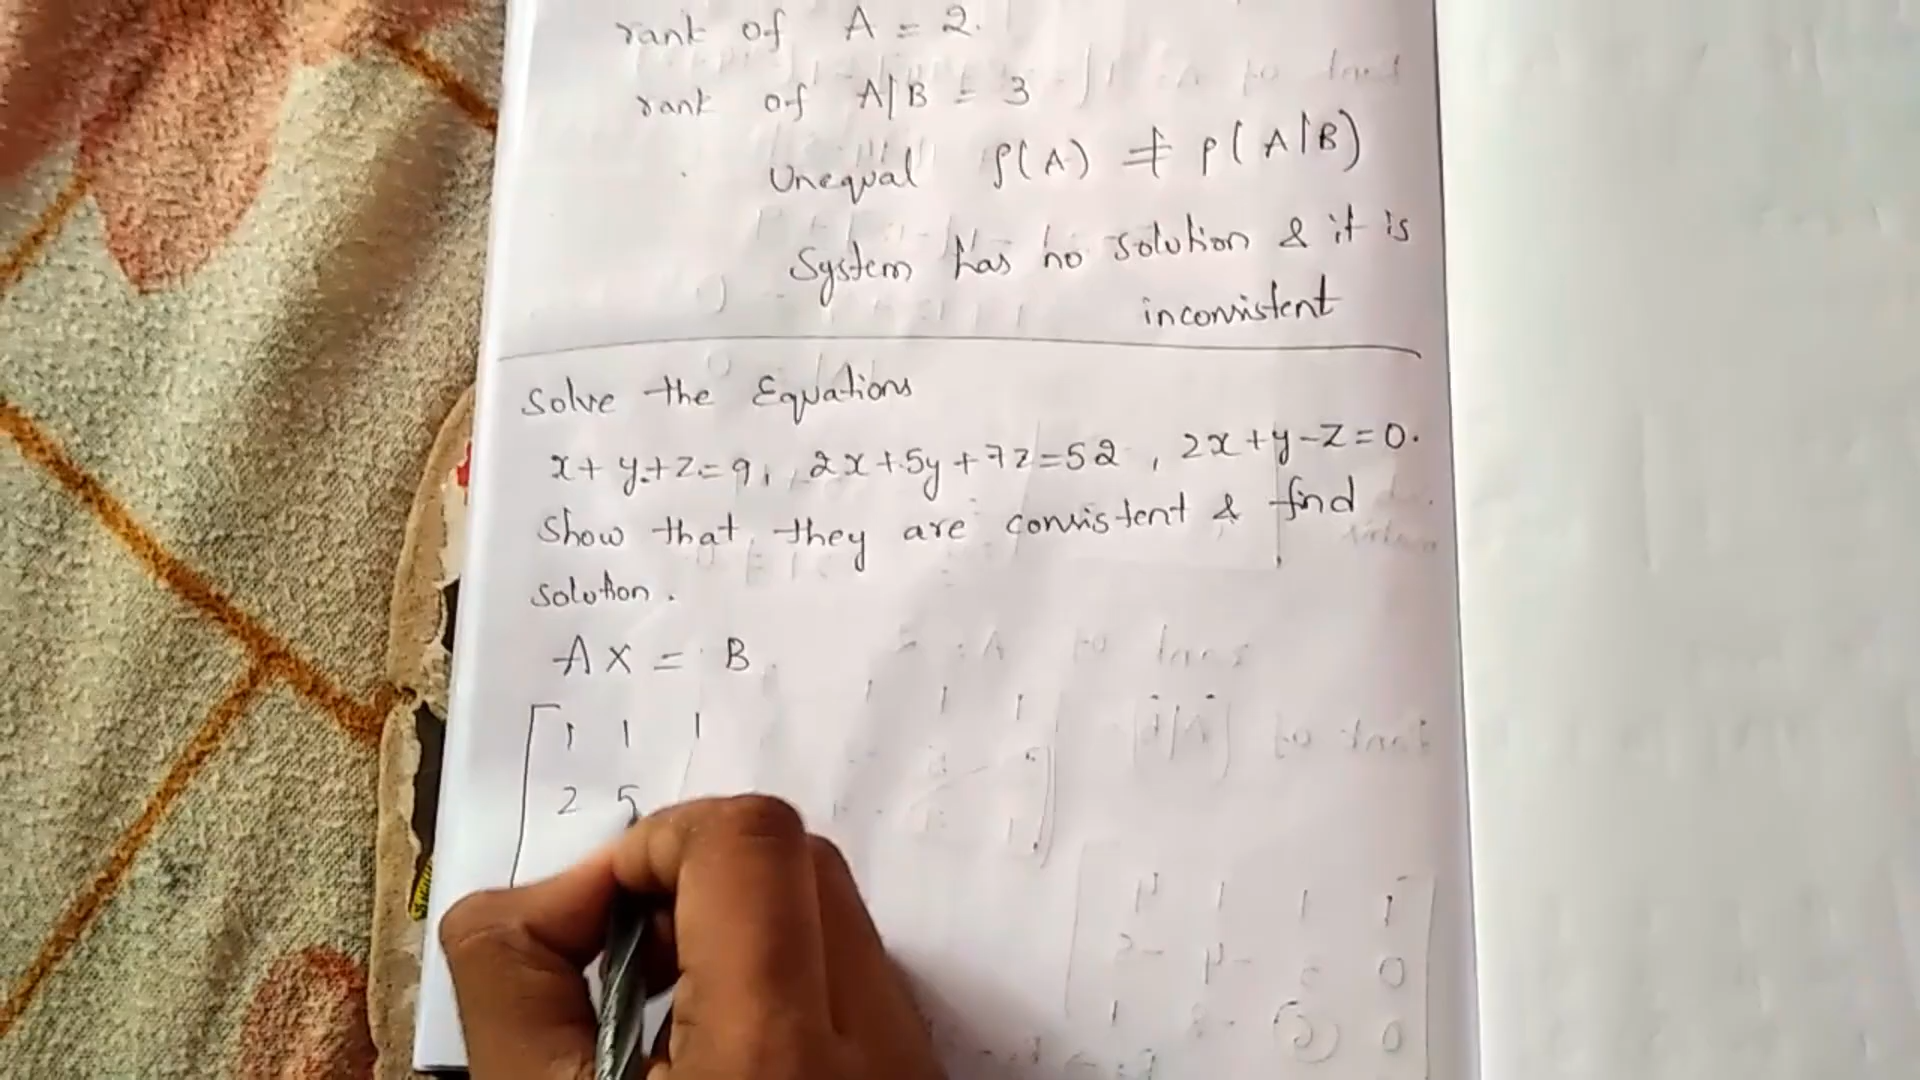 rank of A = 2.
rank of A|B = 3
Unequal ρ(A) ≠ ρ(A|B)
System has no solution & it is
inconsistent
Solve the Equations
x + y + z = 9, 2x + 5y + 7z = 52, 2x + y - z = 0.
Show that they are consistent & find
solution.
AX = B
1 1 1
2 5